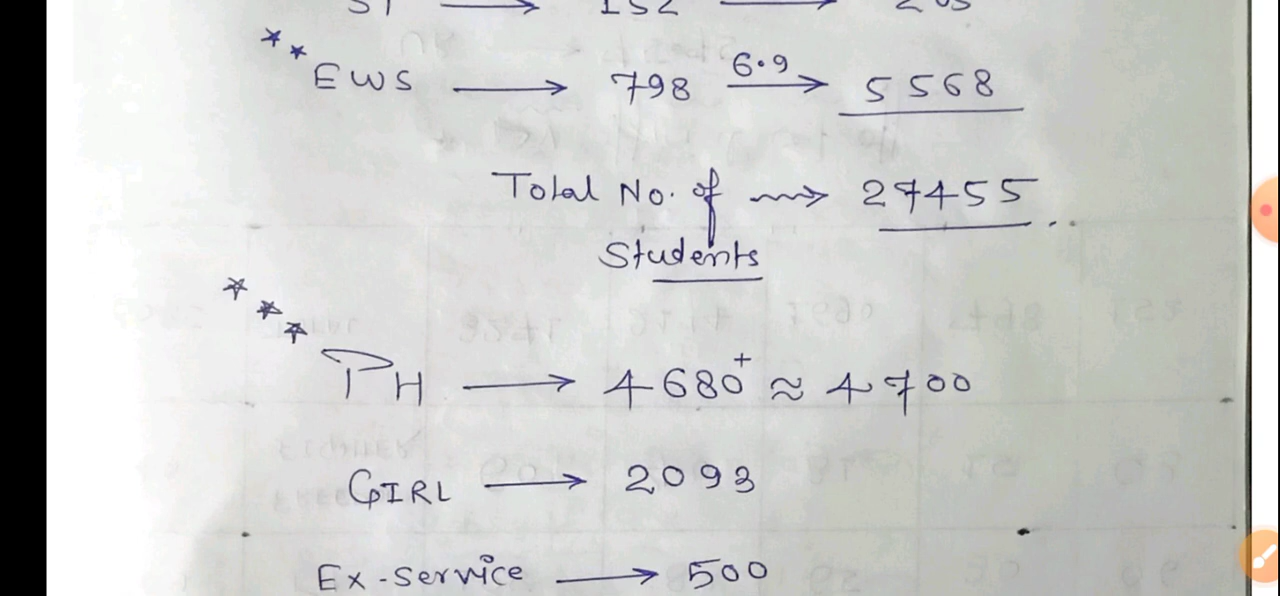 ** EWS → 798 6.9→ 5568
Total No. of ⇝ 27455..
Students
***
PH → 4680⁺ ≈ 4700
GIRL → 2093
Ex-Service → 500